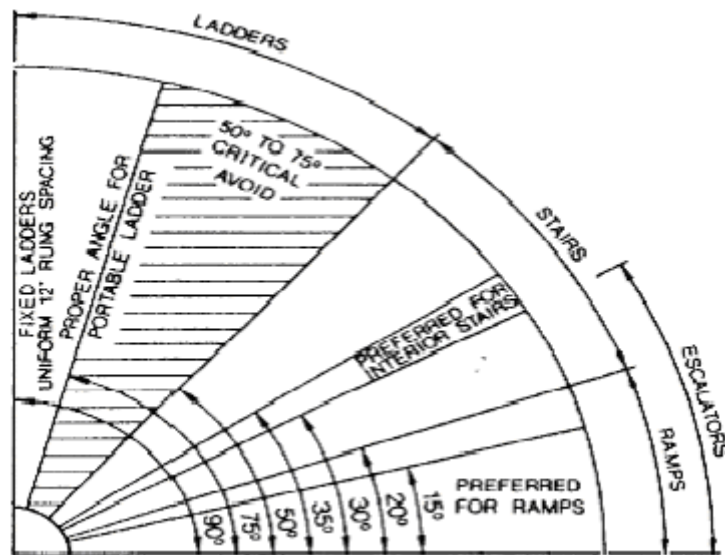 LADDERS
FIXED LADDERS
UNIFORM 12" RUNG SPACING
PROPER ANGLE FOR
PORTABLE LADDER
50° TO 75°
CRITICAL
AVOID
STAIRS
PREFERRED FOR
INTERIOR STAIRS
ESCALATORS
RAMPS
PREFERRED
FOR RAMPS
90°
75°
50°
35°
30°
20°
15°